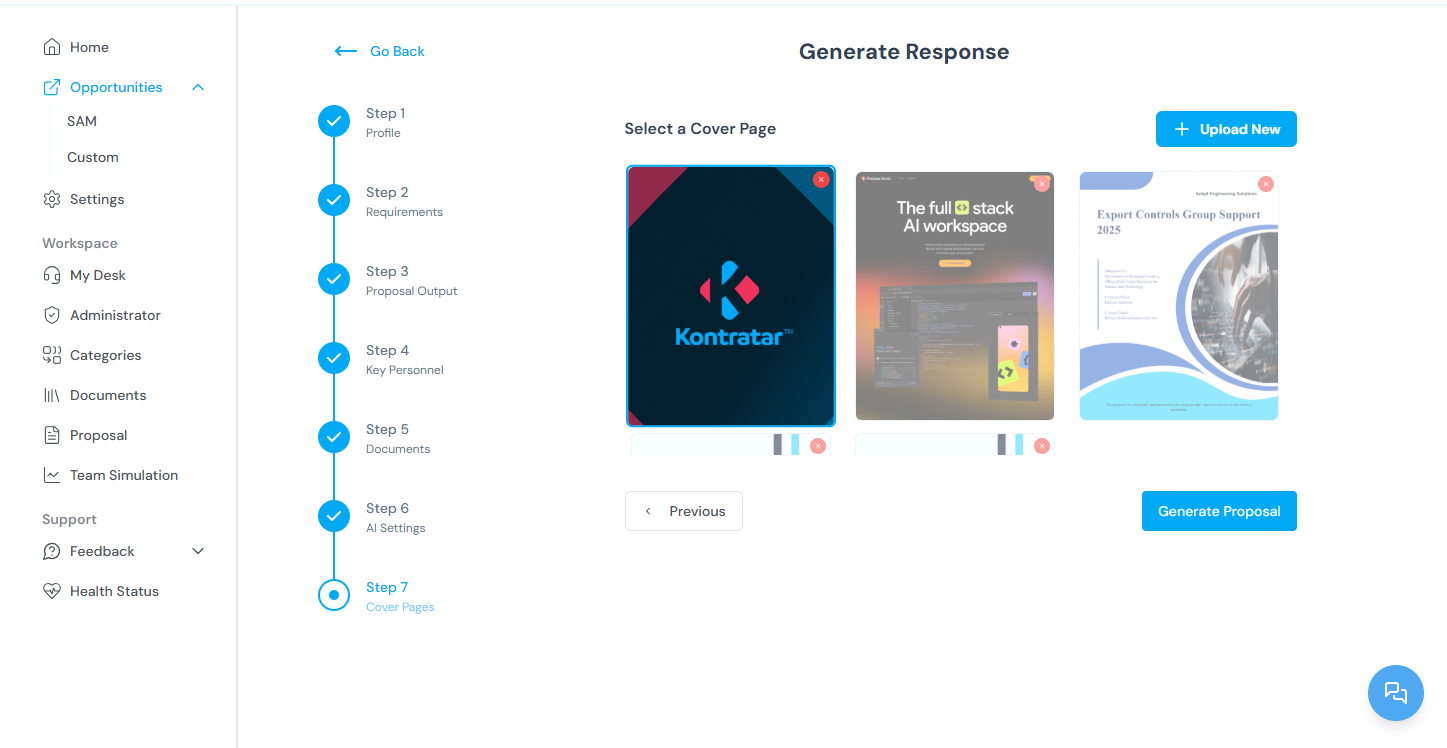 Home
Opportunities
SAM
Custom
Settings
Workspace
My Desk
Administrator
Categories
Documents
Proposal
Team Simulation
Support
Feedback
Health Status
Go Back
Generate Response
Step 1
Profile
Step 2
Requirements
Step 3
Proposal Output
Step 4
Key Personnel
Step 5
Documents
Step 6
AI Settings
Step 7
Cover Pages
Select a Cover Page
Upload New
Kontratar™
The full stack
AI workspace
Adept Engineering Solutions
Export Controls Group Support
2025
Previous
Generate Proposal